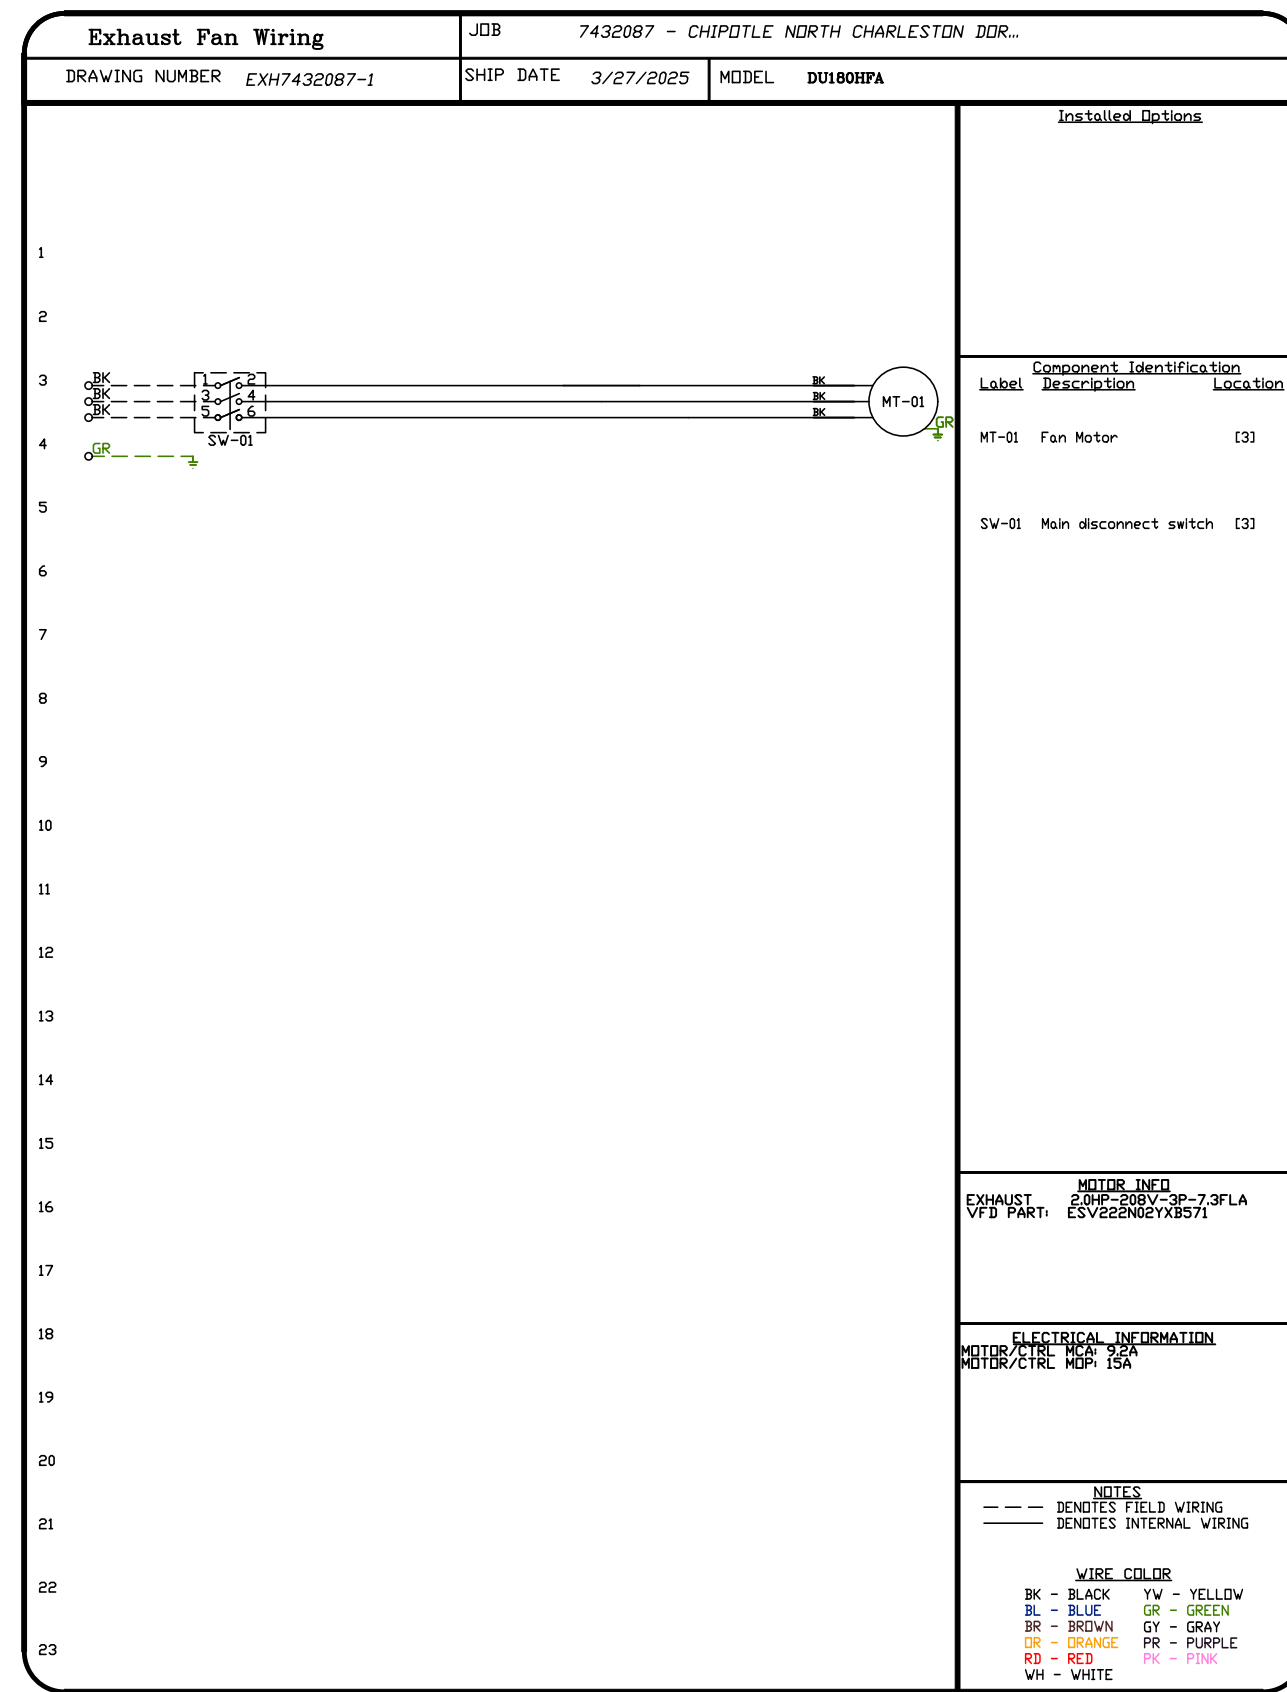 Exhaust Fan Wiring
JOB 7432087 - CHIPOTLE NORTH CHARLESTON DOR...
DRAWING NUMBER EXH7432087-1
SHIP DATE 3/27/2025
MODEL DU180HFA
Installed Options
1
2
3
BK 1 2 BK
BK 3 4 BK
BK 5 6 BK
MT-01
GR
SW-01
4
GR
5
6
7
8
9
10
11
12
13
14
15
16
17
18
19
20
21
22
23
Component Identification
Label Description Location
MT-01 Fan Motor [3]
SW-01 Main disconnect switch [3]
MOTOR INFO
EXHAUST 2.0HP-208V-3P-7.3FLA
VFD PART: ESV222N02YXB571
ELECTRICAL INFORMATION
MOTOR/CTRL MCA: 9.2A
MOTOR/CTRL MOP: 15A
NOTES
DENOTES FIELD WIRING
DENOTES INTERNAL WIRING
WIRE COLOR
BK - BLACK YW - YELLOW
BL - BLUE GR - GREEN
BR - BROWN GY - GRAY
OR - ORANGE PR - PURPLE
RD - RED PK - PINK
WH - WHITE